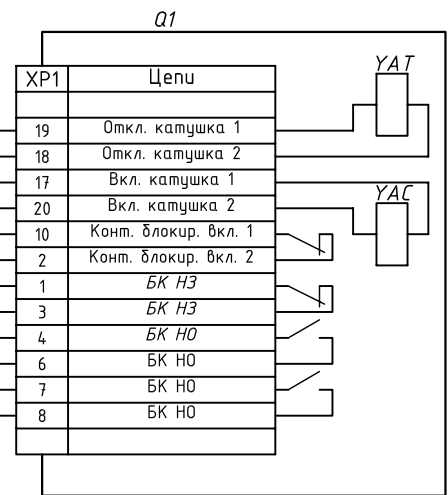 Q1
YAT
XP1 Цепи
19 Откл. катушка 1
18 Откл. катушка 2
17 Вкл. катушка 1
YAC
20 Вкл. катушка 2
10 Конт. блокир. вкл. 1
2 Конт. блокир. вкл. 2
1 БК НЗ
3 БК НЗ
4 БК НО
6 БК НО
7 БК НО
8 БК НО